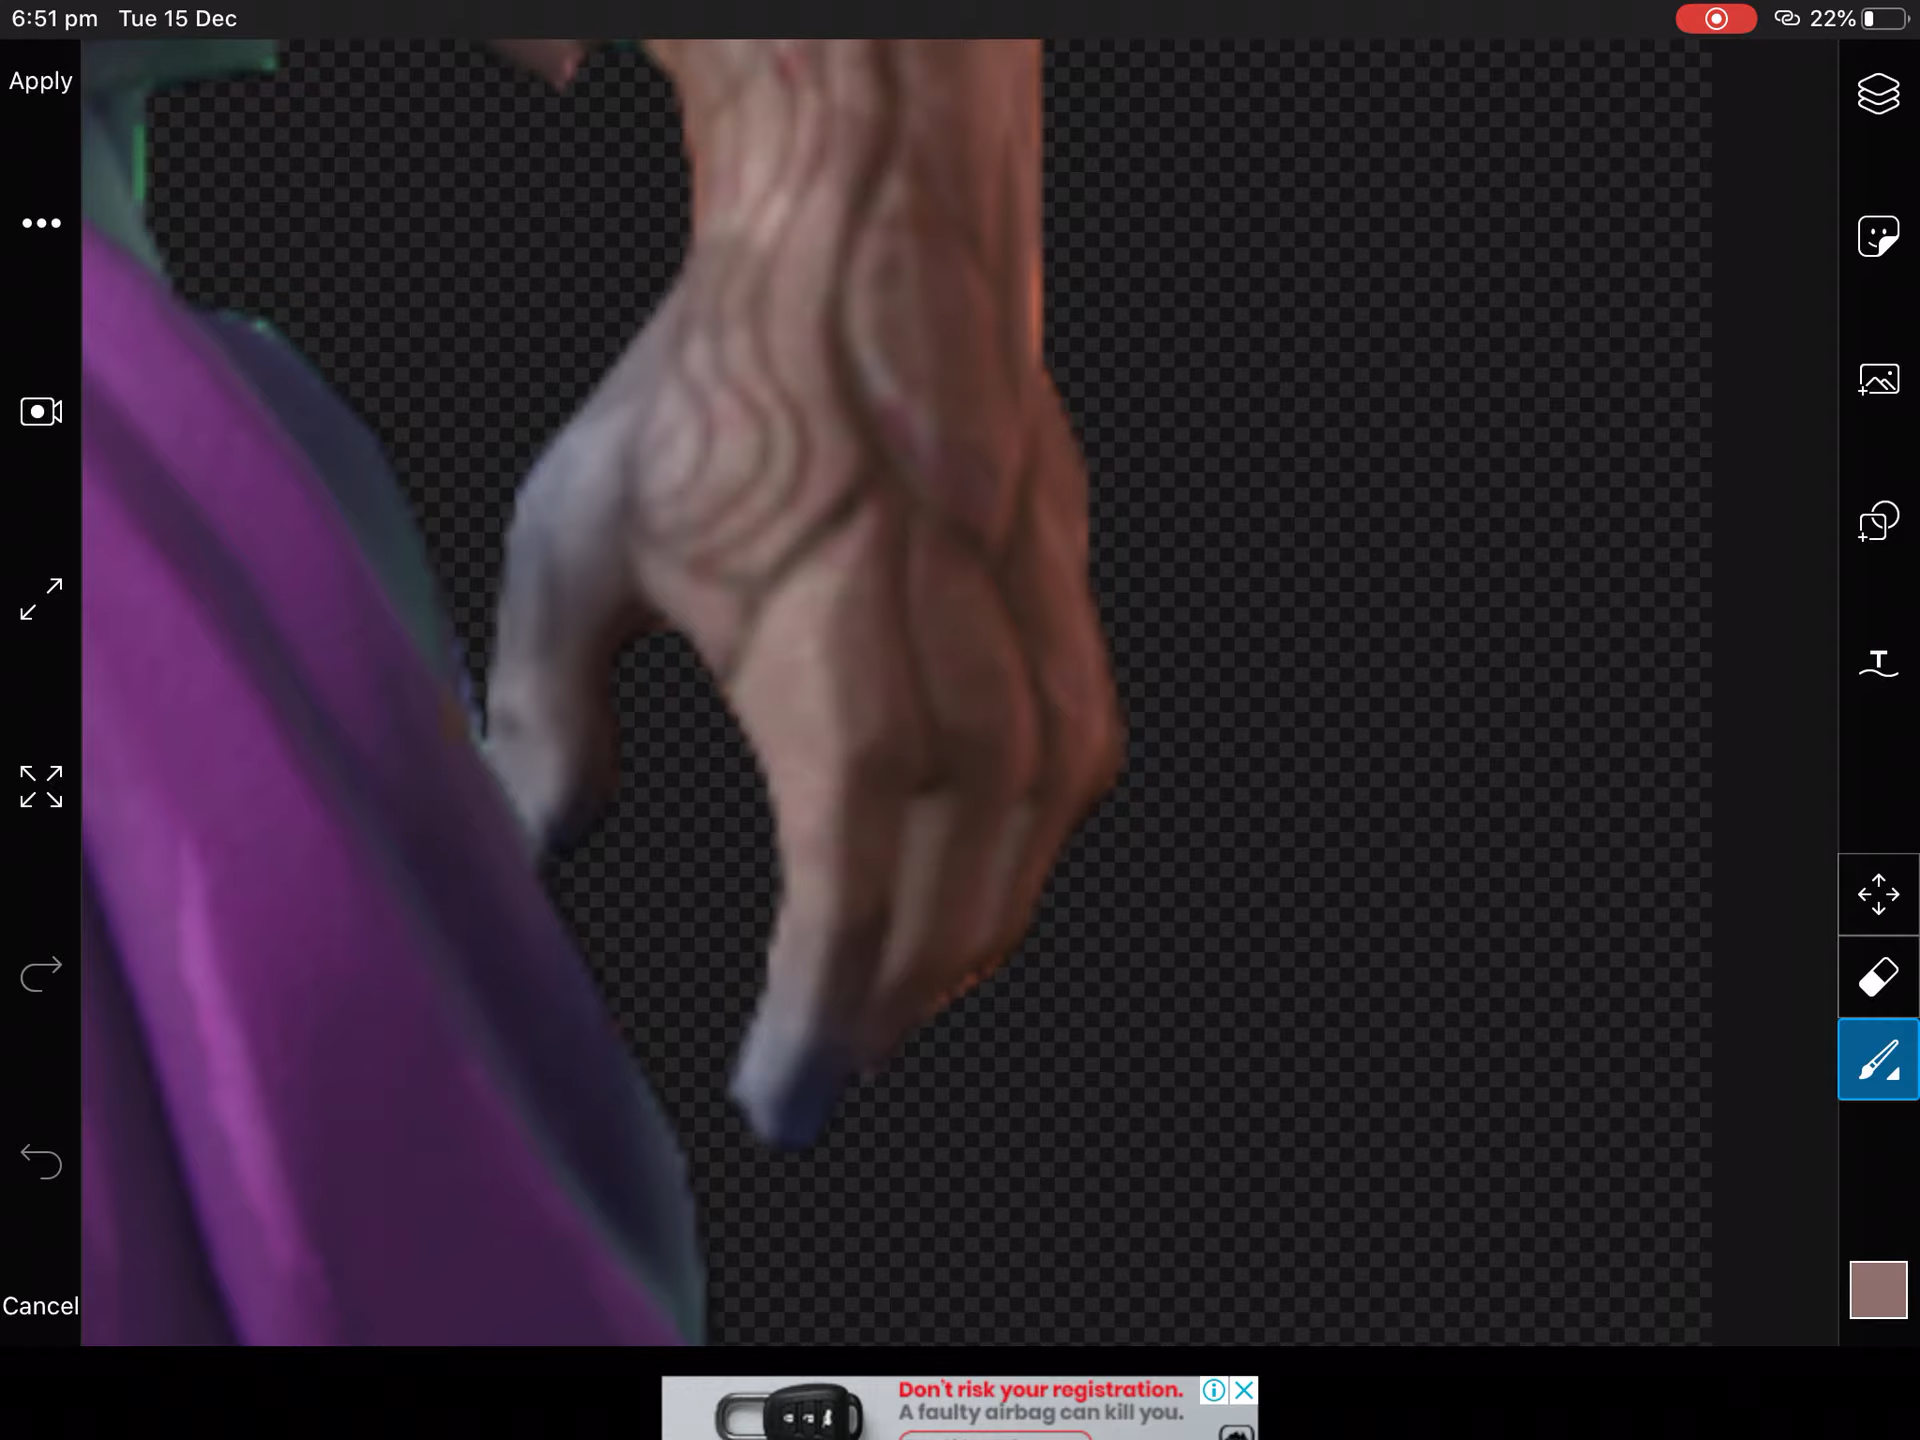 6:51 pm Tue 15 Dec
22%
Apply
T
Cancel
Don't risk your registration.
A faulty airbag can kill you.